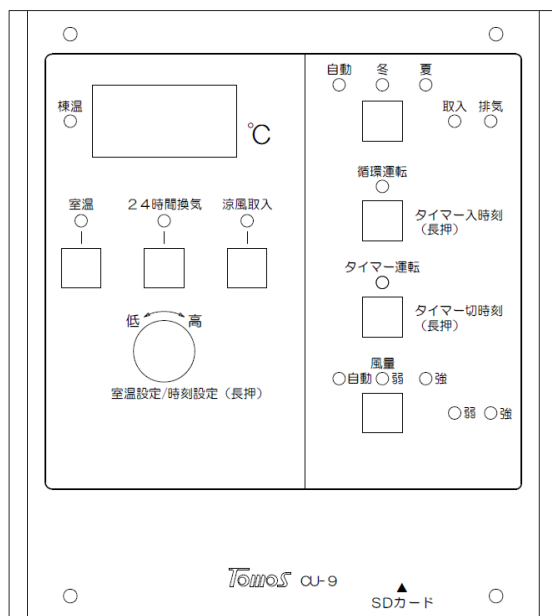 棟温
℃
室温
２４時間換気
涼風取入
低
高
室温設定/時刻設定（長押）
自動
冬
夏
取入
排気
循環運転
タイマー入時刻
（長押）
タイマー運転
タイマー切時刻
（長押）
風量
自動
弱
強
弱
強
Tomos CU-9
SDカード